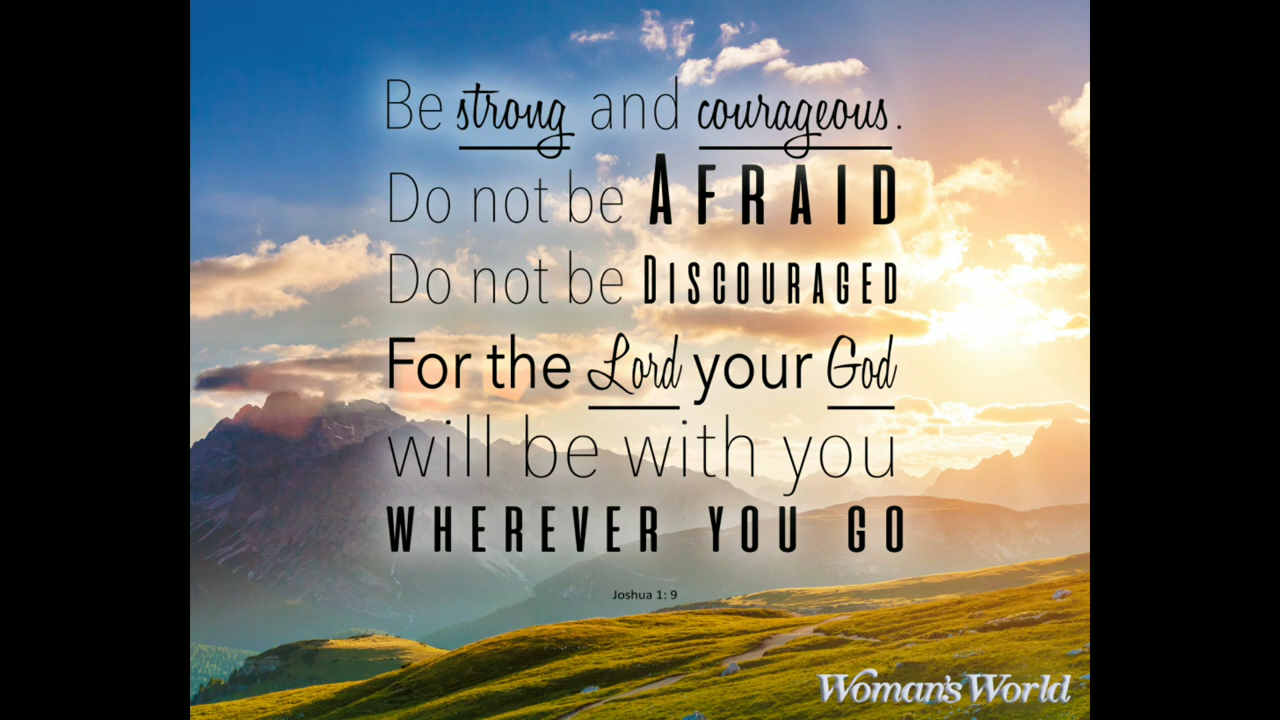 Be strong and courageous.
Do not be AFRAID
Do not be DISCOURAGED
For the Lord your God
will be with you
WHEREVER YOU GO
Joshua 1: 9
Woman's World